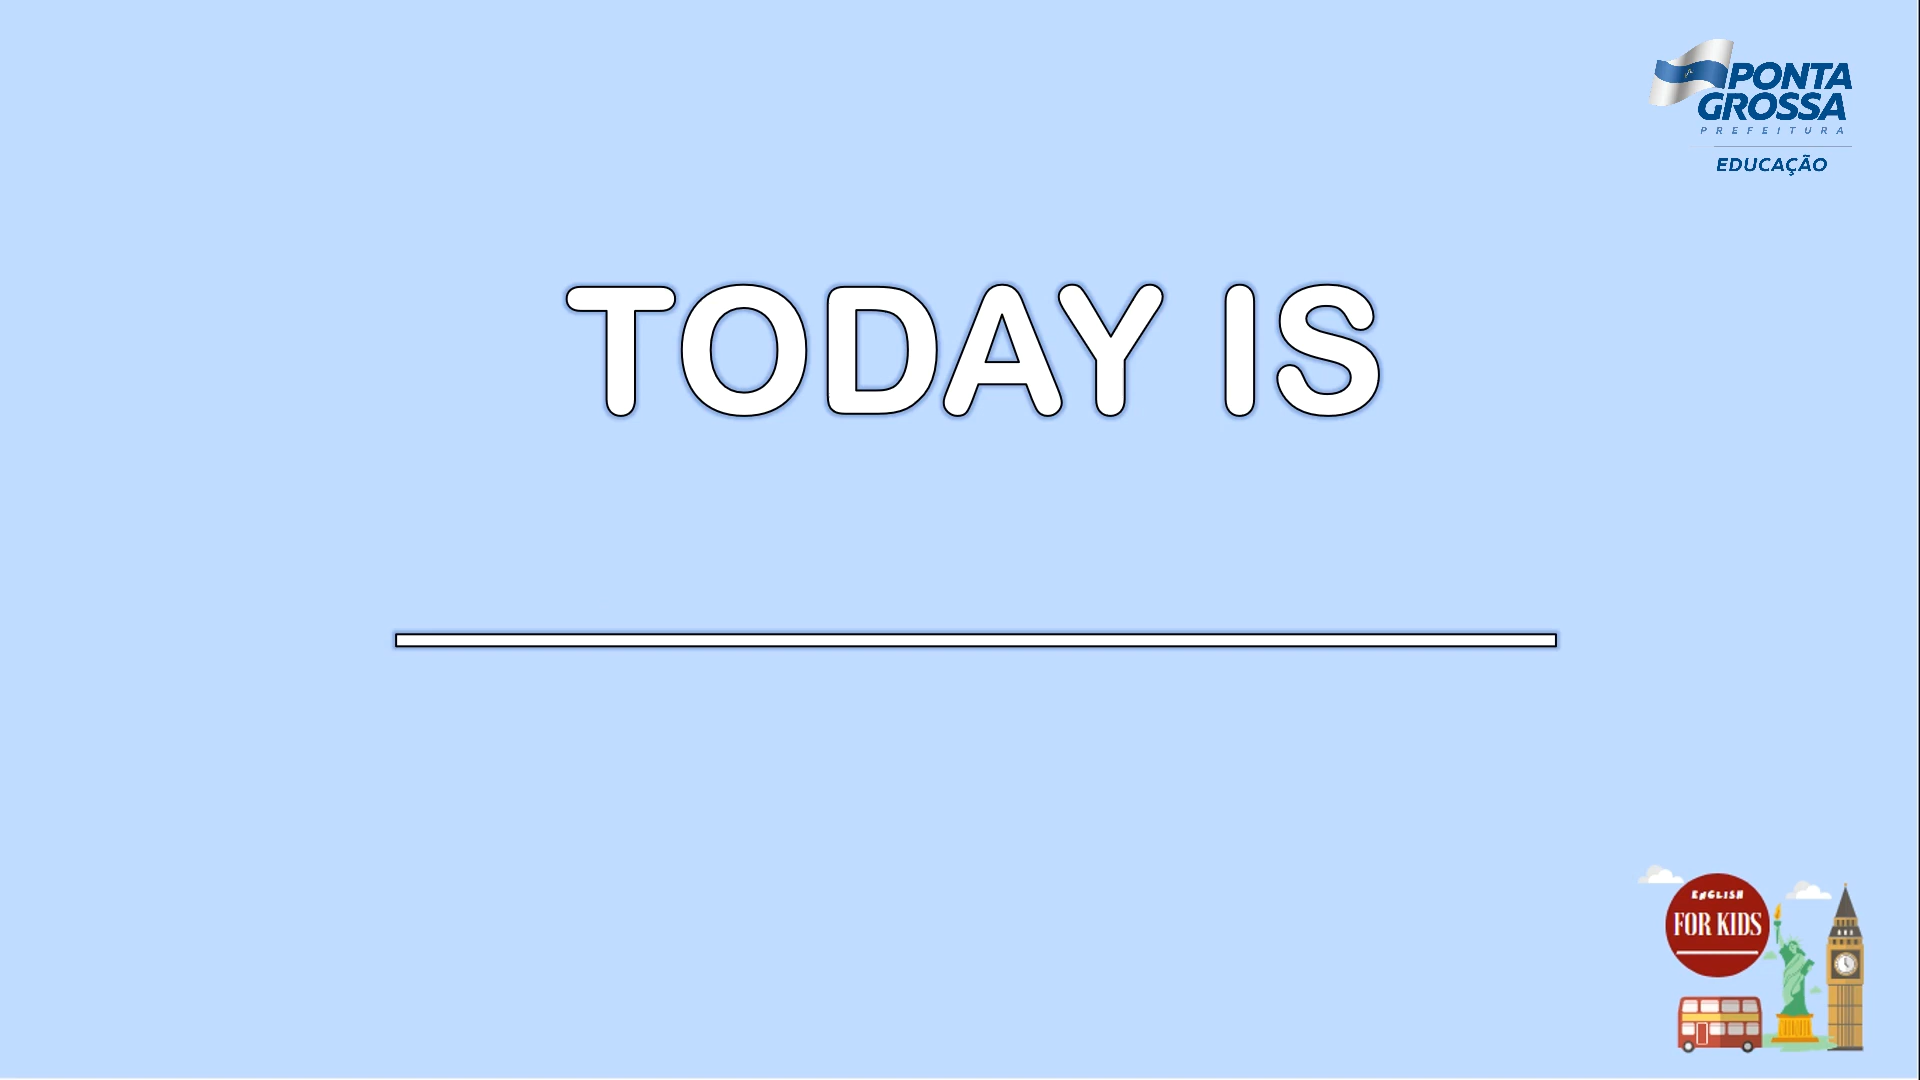 PONTA
GROSSA
PREFEITURA
EDUCAÇÃO
TODAY IS
ENGLISH
FOR KIDS